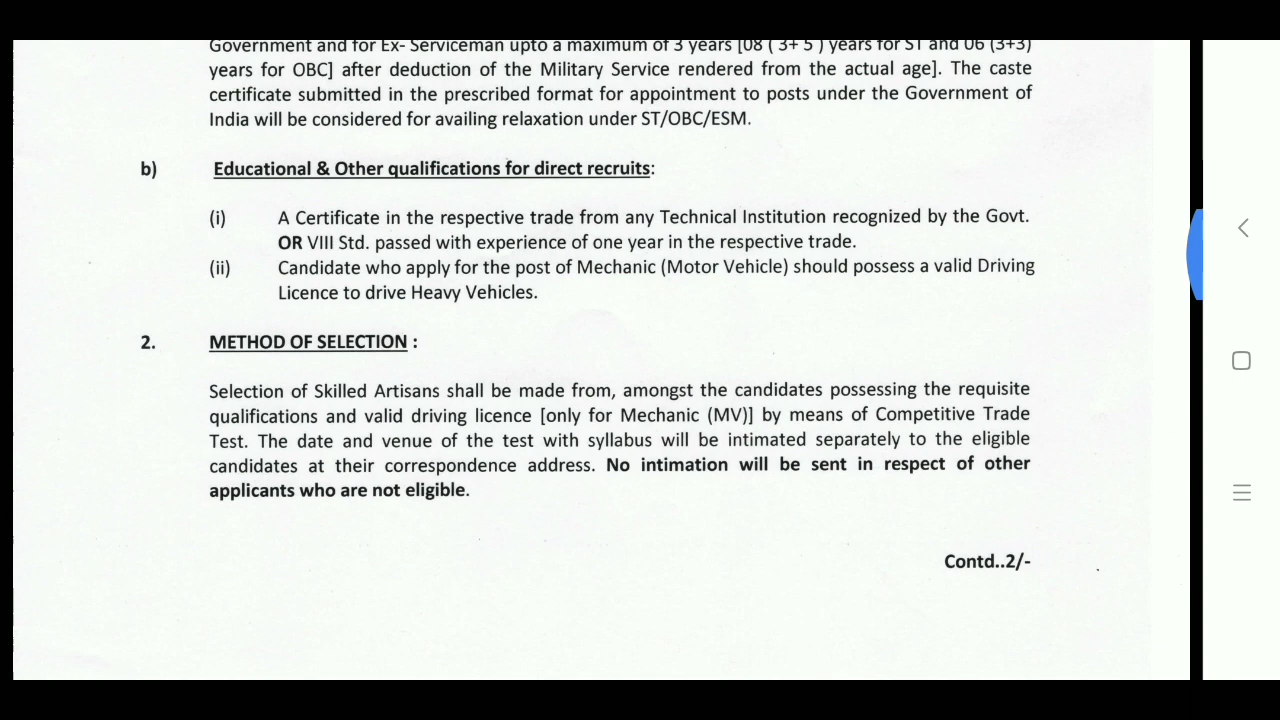 Government and for Ex- Serviceman upto a maximum of 3 years [08 ( 3+ 5 ) years for ST and 06 (3+3)
years for OBC] after deduction of the Military Service rendered from the actual age]. The caste
certificate submitted in the prescribed format for appointment to posts under the Government of
India will be considered for availing relaxation under ST/OBC/ESM.
b) Educational & Other qualifications for direct recruits:
(i) A Certificate in the respective trade from any Technical Institution recognized by the Govt.
OR VIII Std. passed with experience of one year in the respective trade.
(ii) Candidate who apply for the post of Mechanic (Motor Vehicle) should possess a valid Driving
Licence to drive Heavy Vehicles.
2. METHOD OF SELECTION :
Selection of Skilled Artisans shall be made from, amongst the candidates possessing the requisite
qualifications and valid driving licence [only for Mechanic (MV)] by means of Competitive Trade
Test. The date and venue of the test with syllabus will be intimated separately to the eligible
candidates at their correspondence address. No intimation will be sent in respect of other
applicants who are not eligible.
Contd..2/-